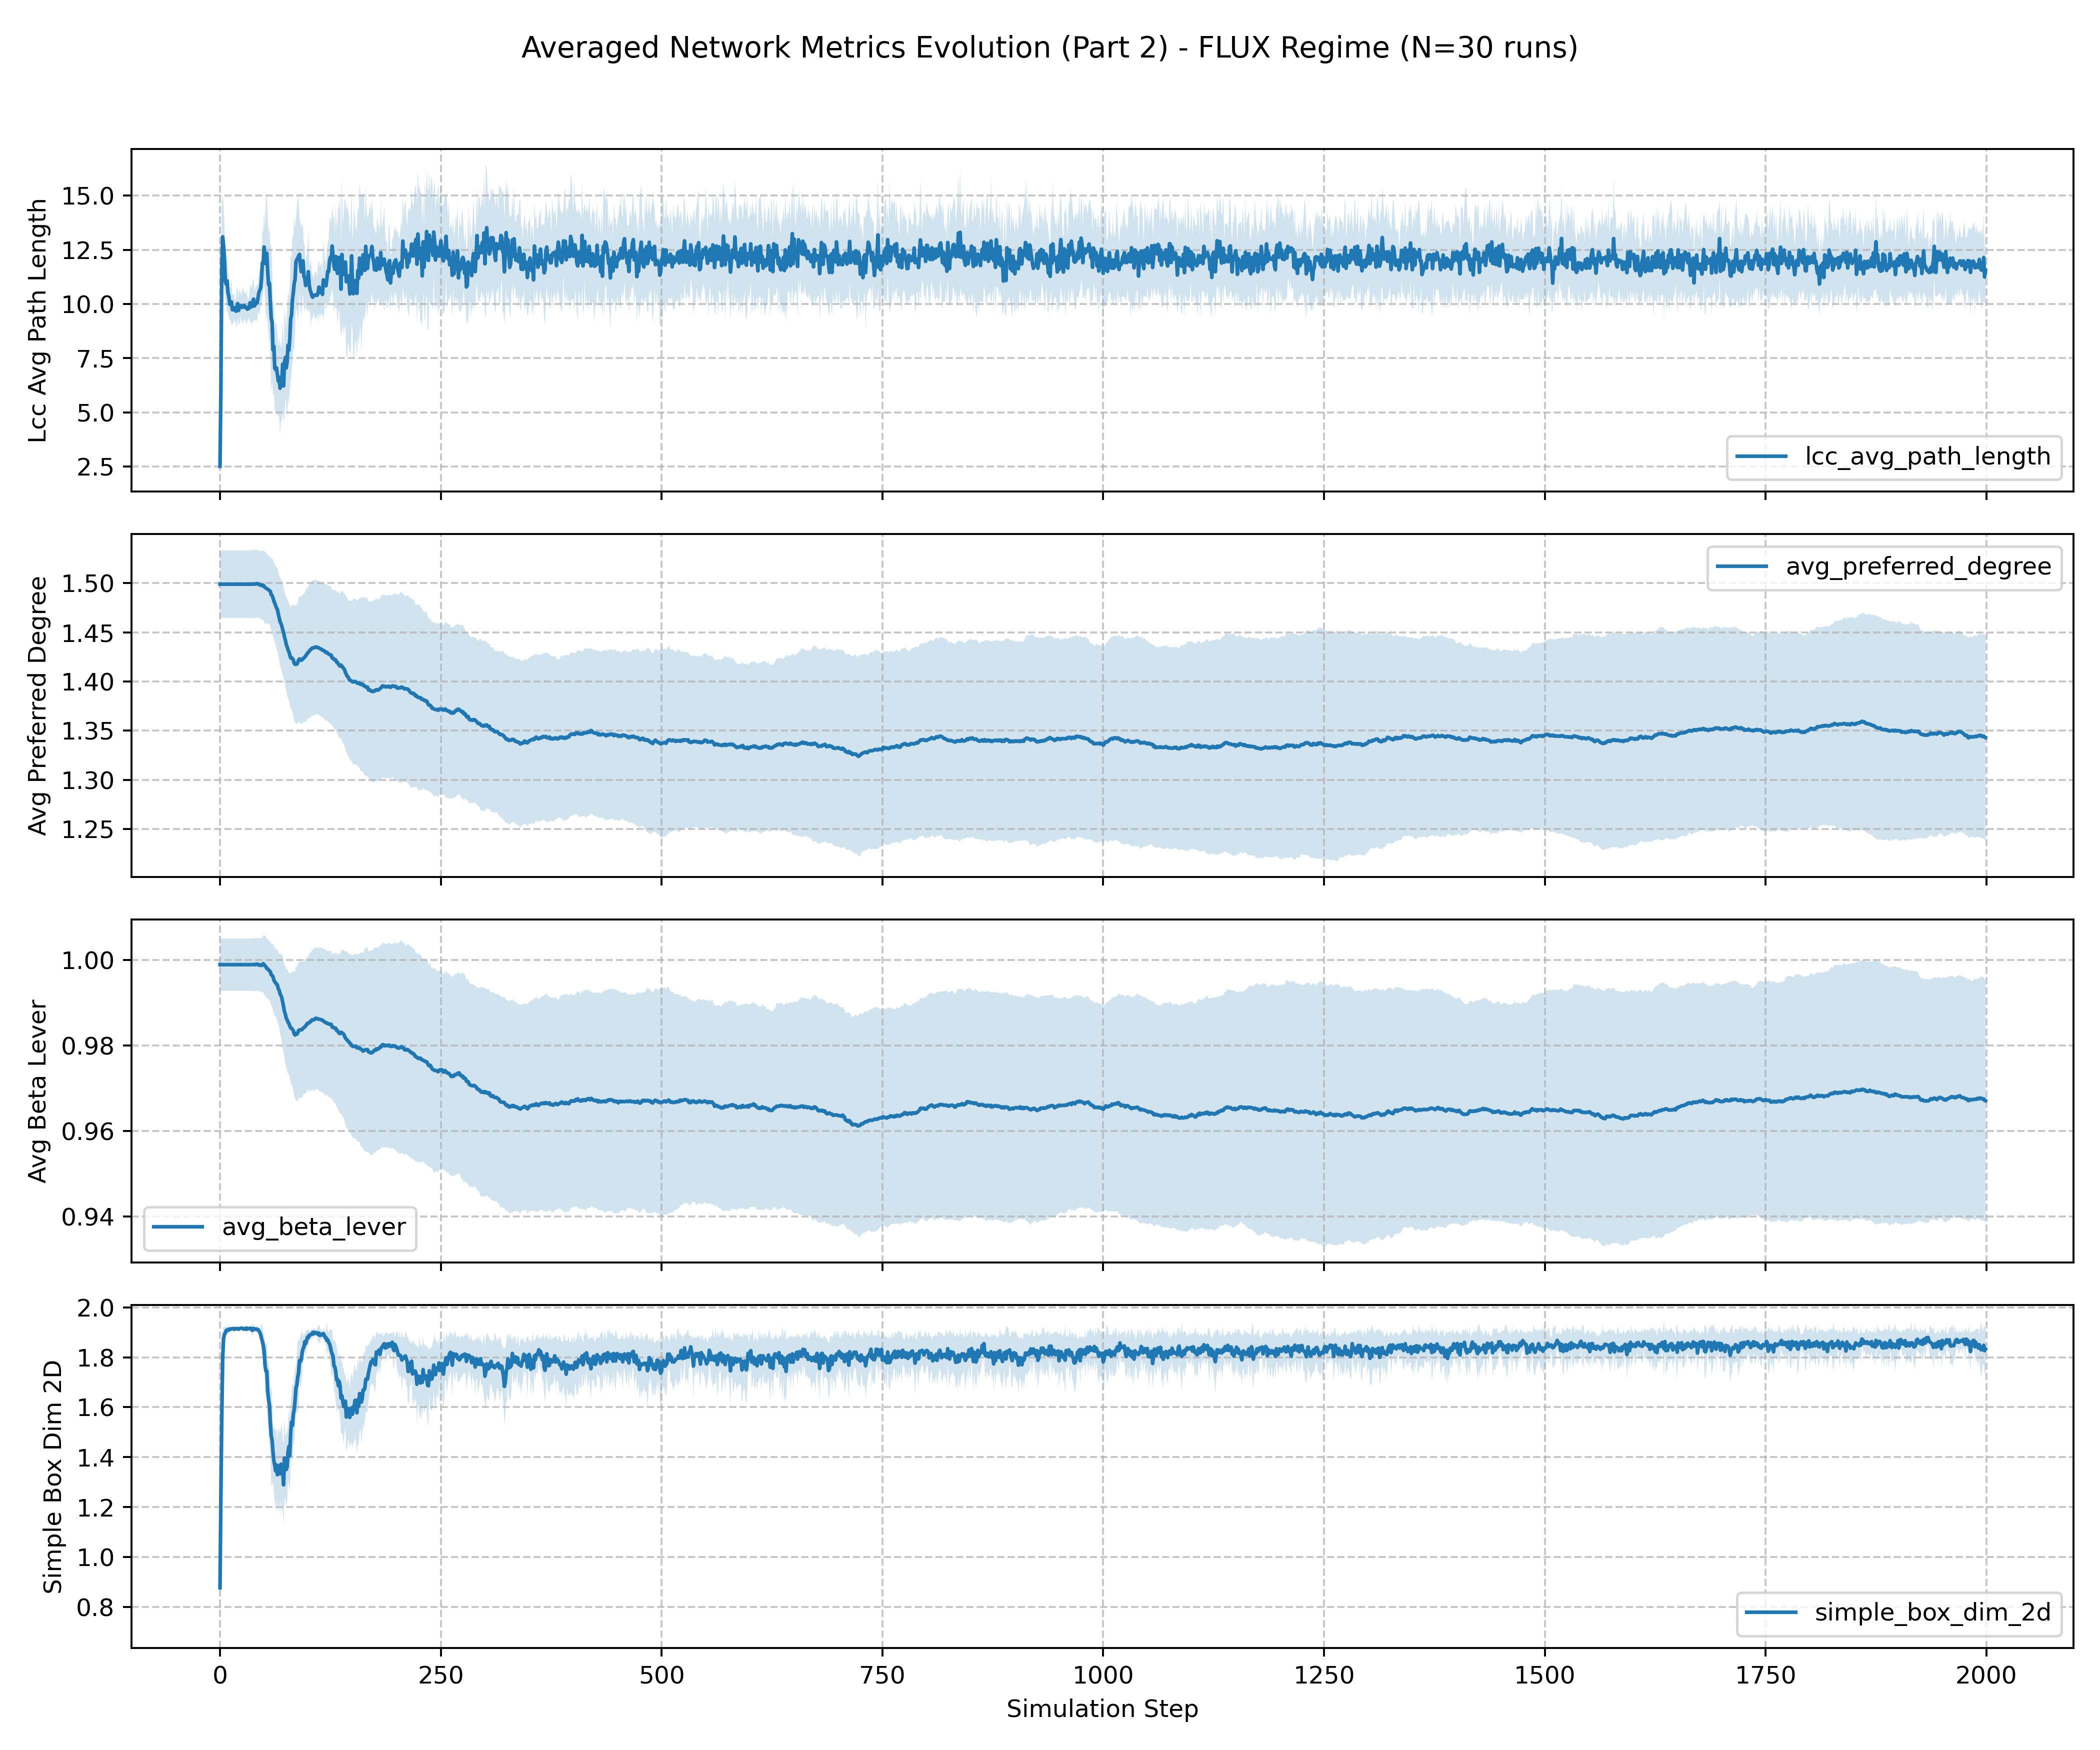 Averaged Network Metrics Evolution (Part 2) - FLUX Regime (N=30 runs)
Lcc Avg Path Length
15.0
12.5
10.0
7.5
5.0
2.5
lcc_avg_path_length
Avg Preferred Degree
1.50
1.45
1.40
1.35
1.30
1.25
avg_preferred_degree
Avg Beta Lever
1.00
0.98
0.96
0.94
avg_beta_lever
Simple Box Dim 2D
2.0
1.8
1.6
1.4
1.2
1.0
0.8
simple_box_dim_2d
0 250 500 750 1000 1250 1500 1750 2000
Simulation Step